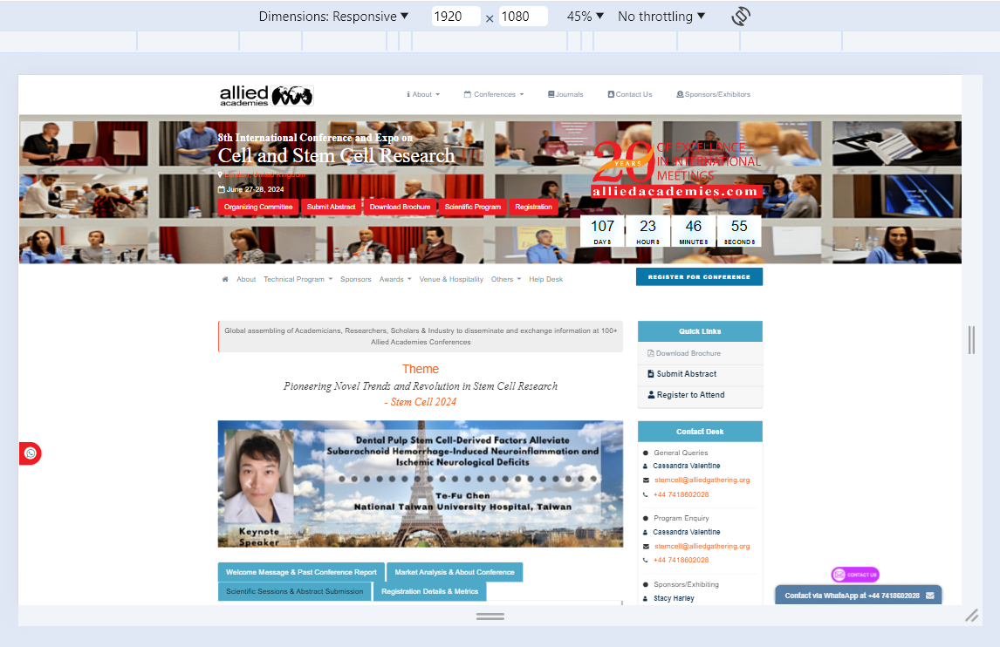 Dimensions: Responsive ▼ 1920 × 1080 45% ▼ No throttling ▼
allied
academies
About Conferences Journals Contact Us Sponsors/Exhibitors
8th International Conference and Expo on
Cell and Stem Cell Research
London, United Kingdom
June 27-28, 2024
Organizing Committee Submit Abstract Download Brochure Scientific Program Registration
20 YEARS
OF EXCELLENCE
IN INTERNATIONAL
MEETINGS
alliedacademies.com
107 23 46 55
DAYS HOURS MINUTES SECONDS
About Technical Program Sponsors Awards Venue & Hospitality Others Help Desk
REGISTER FOR CONFERENCE
Global assembling of Academicians, Researchers, Scholars & Industry to disseminate and exchange information at 100+
Allied Academies Conferences
Theme
Pioneering Novel Trends and Revolution in Stem Cell Research
- Stem Cell 2024
Dental Pulp Stem Cell-Derived Factors Alleviate
Subarachnoid Hemorrhage-Induced Neuroinflammation and
Ischemic Neurological Deficits
Te-Fu Chen
National Taiwan University Hospital, Taiwan
Keynote
Speaker
Welcome Message & Past Conference Report Market Analysis & About Conference
Scientific Sessions & Abstract Submission Registration Details & Metrics
Quick Links
Download Brochure
Submit Abstract
Register to Attend
Contact Desk
General Queries
Cassandra Valentine
stemcell@alliedgathering.org
+44 7418602028
Program Enquiry
Cassandra Valentine
stemcell@alliedgathering.org
+44 7418602028
Sponsors/Exhibiting
Stacy Harley
CONTACT US
Contact via WhatsApp at +44 7418602028